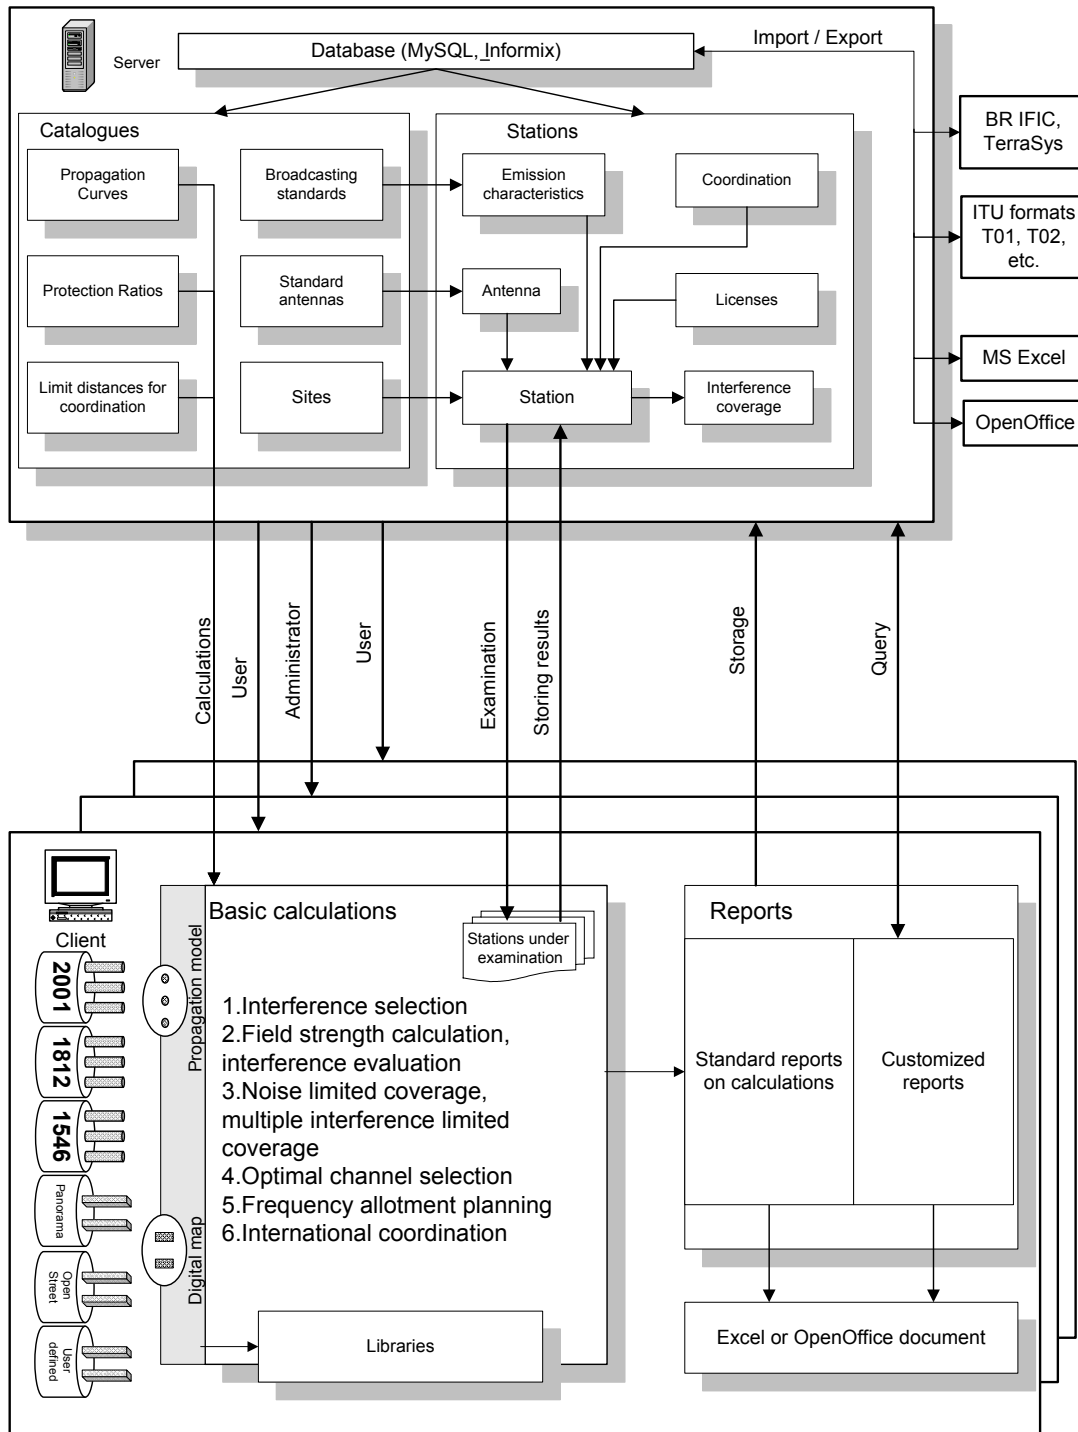 Server
Database (MySQL, Informix)
Import / Export
Catalogues
Propagation
Curves
Protection Ratios
Limit distances for
coordination
Broadcasting
standards
Standard
antennas
Sites
Stations
Emission
characteristics
Coordination
Antenna
Licenses
Station
Interference
coverage
BR IFIC,
TerraSys
ITU formats
T01, T02,
etc.
MS Excel
OpenOffice
Calculations
User
Administrator
User
Examination
Storing results
Storage
Query
Client
2001
1812
1546
Panorama
Open
Street
User
defined
Propagation model
Digital map
Basic calculations
Stations under
examination
1.Interference selection
2.Field strength calculation,
interference evaluation
3.Noise limited coverage,
multiple interference limited
coverage
4.Optimal channel selection
5.Frequency allotment planning
6.International coordination
Libraries
Reports
Standard reports
on calculations
Customized
reports
Excel or OpenOffice document